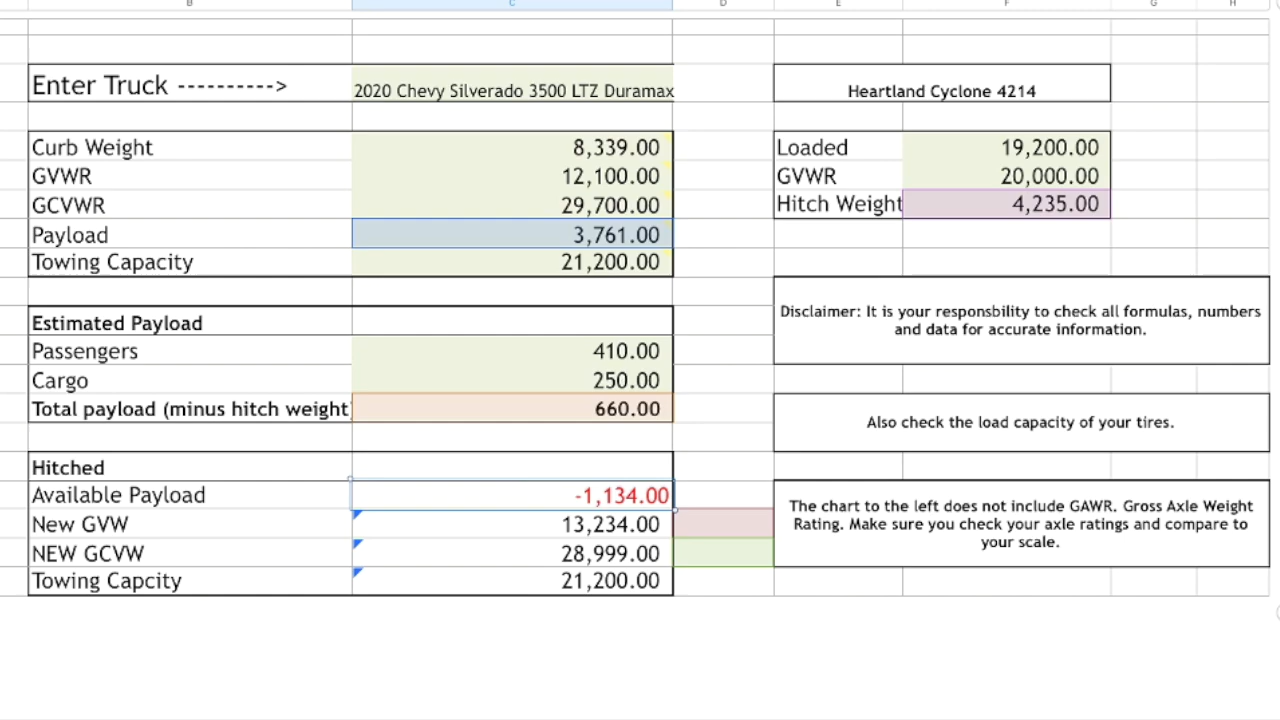 B C D E F G H
Enter Truck ---------->
2020 Chevy Silverado 3500 LTZ Duramax
Curb Weight 8,339.00
GVWR 12,100.00
GCVWR 29,700.00
Payload 3,761.00
Towing Capacity 21,200.00
Estimated Payload
Passengers 410.00
Cargo 250.00
Total payload (minus hitch weight) 660.00
Hitched
Available Payload -1,134.00
New GVW 13,234.00
NEW GCVW 28,999.00
Towing Capcity 21,200.00
Heartland Cyclone 4214
Loaded 19,200.00
GVWR 20,000.00
Hitch Weight 4,235.00
Disclaimer: It is your responsbility to check all formulas, numbers
and data for accurate information.
Also check the load capacity of your tires.
The chart to the left does not include GAWR. Gross Axle Weight
Rating. Make sure you check your axle ratings and compare to
your scale.